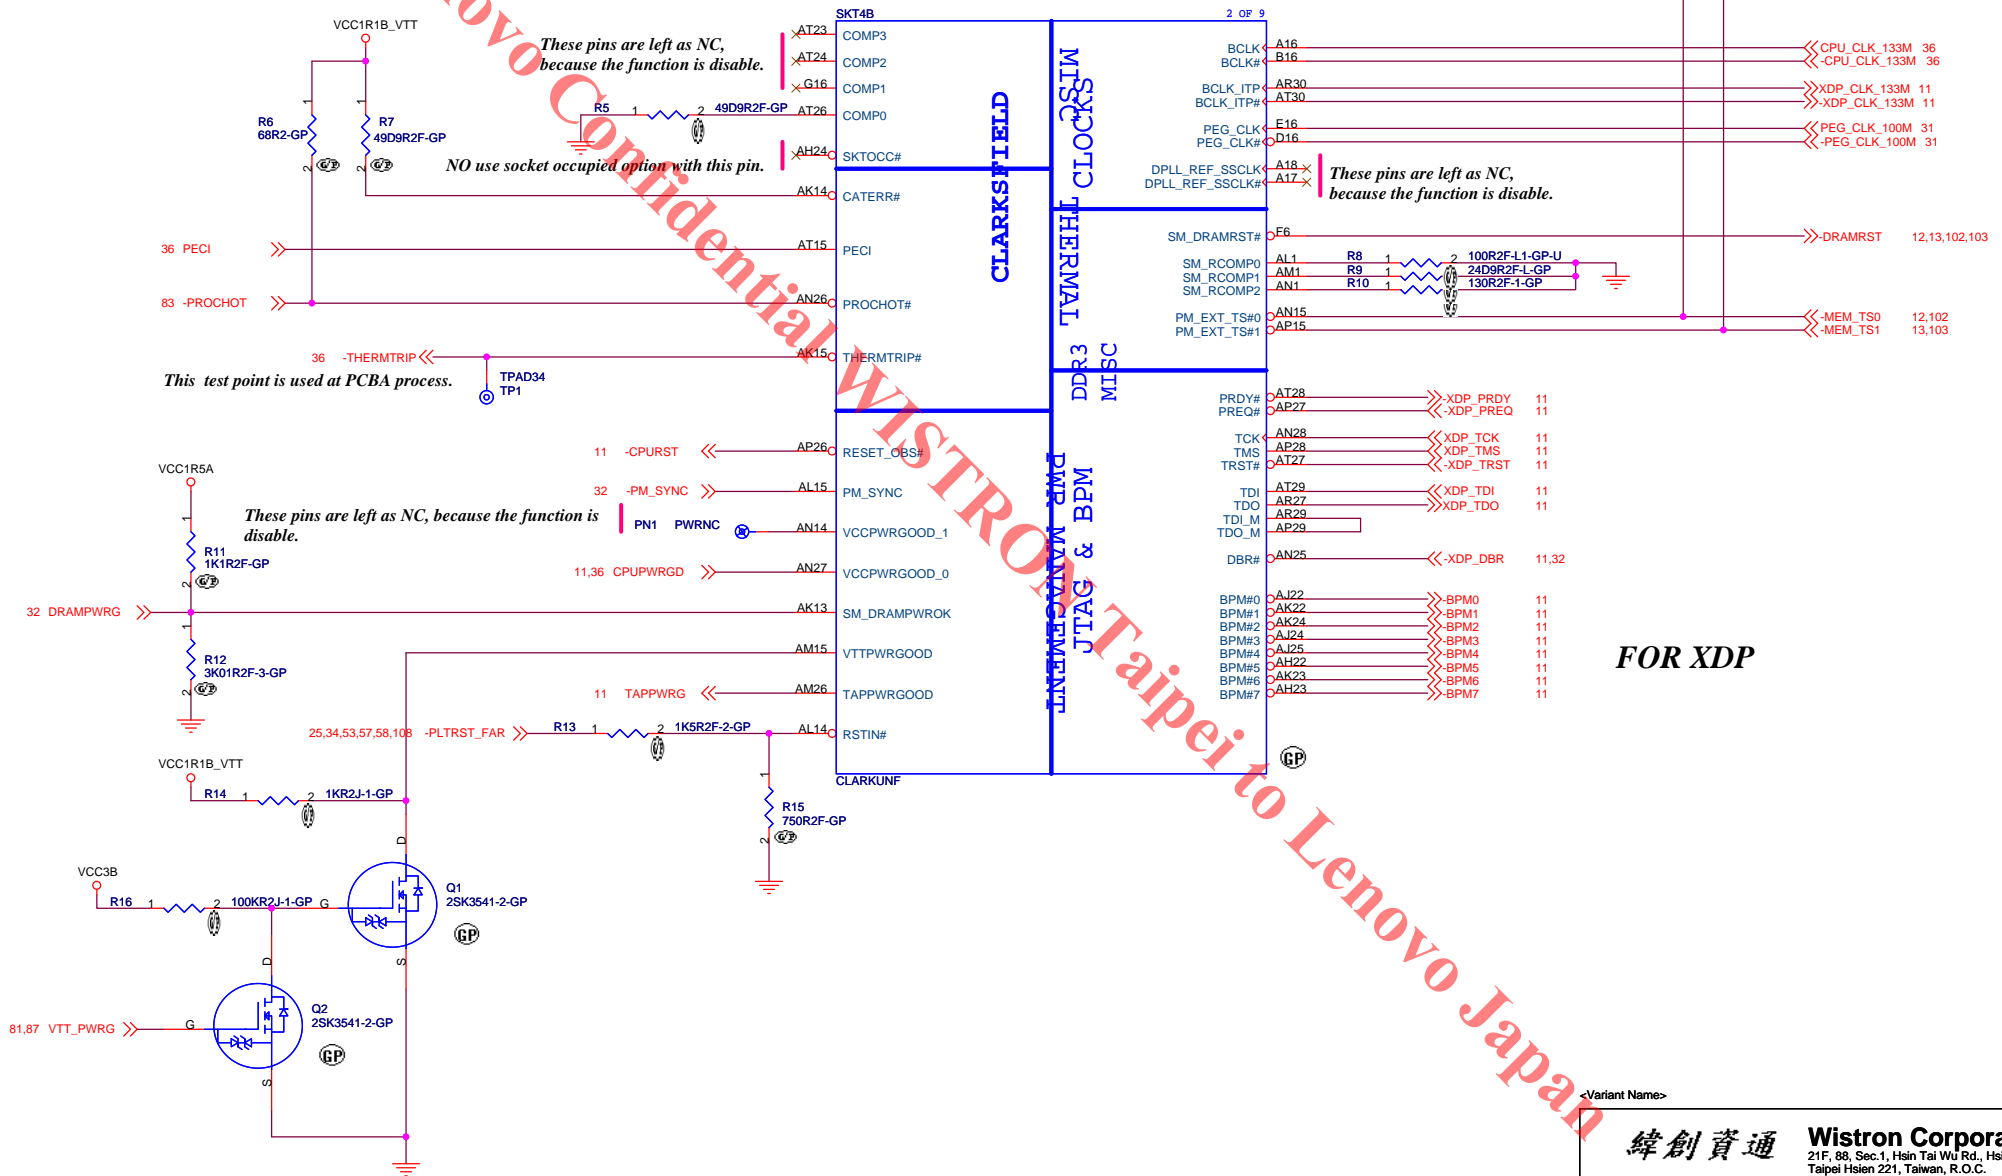 SKT4B
2 OF 9
VCC1R1B_VTT
These pins are left as NC,
because the function is disable.
AT23 COMP3
AT24 COMP2
G16 COMP1
R5 1 2 49D9R2F-GP AT26 COMP0
NO use socket occupied option with this pin.
AH24 SKTOCC#
1 R6 68R2-GP 2
1 R7 49D9R2F-GP 2
AK14 CATERR#
36 PECI AT15 PECI
83 -PROCHOT AN26 PROCHOT#
36 -THERMTRIP AK15 THERMTRIP#
This test point is used at PCBA process.
TPAD34
TP1
11 -CPURST AP26 RESET_OBS#
32 -PM_SYNC AL15 PM_SYNC
These pins are left as NC, because the function is
disable.
PN1 PWRNC AN14 VCCPWRGOOD_1
11,36 CPUPWRGD AN27 VCCPWRGOOD_0
VCC1R5A
1 R11 1K1R2F-GP 2
32 DRAMPWRG AK13 SM_DRAMPWROK
1 R12 3K01R2F-3-GP 2
AM15 VTTPWRGOOD
11 TAPPWRG AM26 TAPPWRGOOD
25,34,53,57,58,108 -PLTRST_FAR R13 1 2 1K5R2F-2-GP AL14 RSTIN#
1 R15 750R2F-GP 2
CLARKUNF
VCC1R1B_VTT
R14 1 2 1KR2J-1-GP
D
Q1
2SK3541-2-GP
GP
S
VCC3B
R16 1 2 100KR2J-1-GP G
D
Q2
2SK3541-2-GP
GP
S
81,87 VTT_PWRG G
CLARKSFIELD
MISC
THERMAL
PWR MANAGEMENT
CLOCKS
DDR3
MISC
JTAG & BPM
BCLK A16 CPU_CLK_133M 36
BCLK# B16 -CPU_CLK_133M 36
BCLK_ITP AR30 XDP_CLK_133M 11
BCLK_ITP# AT30 -XDP_CLK_133M 11
PEG_CLK E16 PEG_CLK_100M 31
PEG_CLK# D16 -PEG_CLK_100M 31
DPLL_REF_SSCLK A18
DPLL_REF_SSCLK# A17
These pins are left as NC,
because the function is disable.
SM_DRAMRST# F6 -DRAMRST 12,13,102,103
SM_RCOMP0 AL1 R8 1 2 100R2F-L1-GP-U
SM_RCOMP1 AM1 R9 1 24D9R2F-L-GP
SM_RCOMP2 AN1 R10 1 130R2F-1-GP
PM_EXT_TS#0 AN15 -MEM_TS0 12,102
PM_EXT_TS#1 AP15 -MEM_TS1 13,103
PRDY# AT28 -XDP_PRDY 11
PREQ# AP27 -XDP_PREQ 11
TCK AN28 XDP_TCK 11
TMS AP28 XDP_TMS 11
TRST# AT27 -XDP_TRST 11
TDI AT29 XDP_TDI 11
TDO AR27 XDP_TDO 11
TDI_M AR29
TDO_M AP29
DBR# AN25 -XDP_DBR 11,32
BPM#0 AJ22 -BPM0 11
BPM#1 AK22 -BPM1 11
BPM#2 AK24 -BPM2 11
BPM#3 AJ24 -BPM3 11
BPM#4 AJ25 -BPM4 11
BPM#5 AH22 -BPM5 11
BPM#6 AK23 -BPM6 11
BPM#7 AH23 -BPM7 11
FOR XDP
GP
Confidential WISTRON Taipei to Lenovo Japan
<Variant Name>
緯創資通
Wistron Corpora
21F, 88, Sec.1, Hsin Tai Wu Rd., Hsi
Taipei Hsien 221, Taiwan, R.O.C.